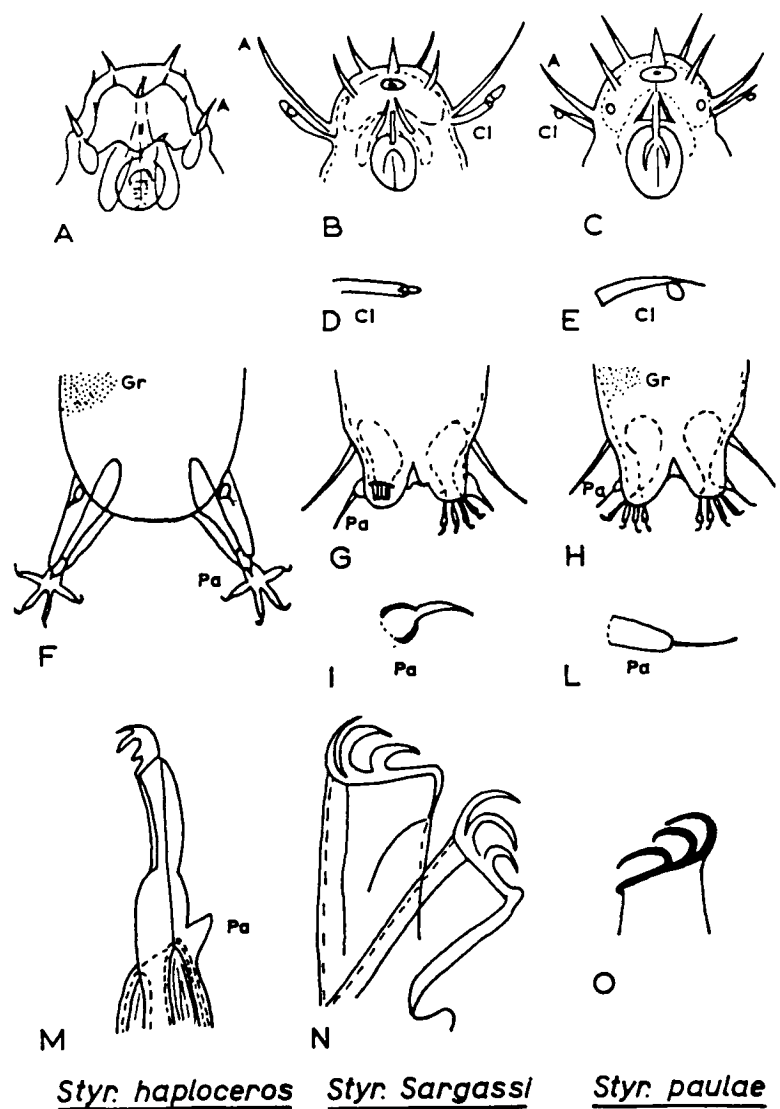 A A A
Cl Cl
A B C
D Cl E Cl
Gr Gr
Pa Pa Pa
F G H
I Pa L Pa
Pa
M N O
Styr. haploceros Styr. Sargassi Styr. paulae